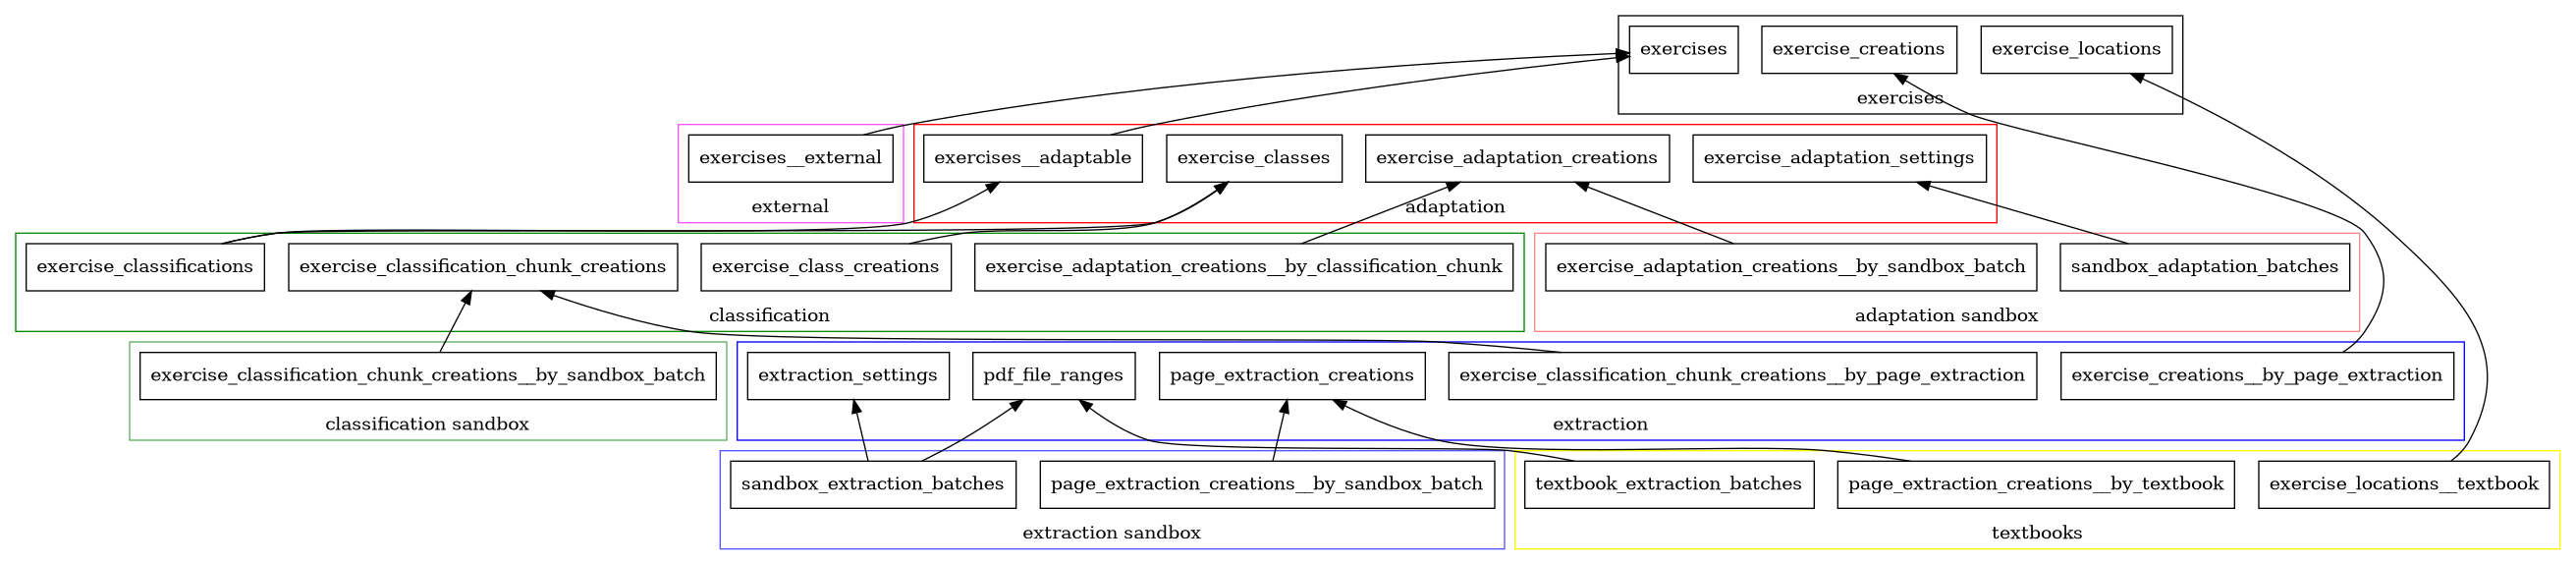 exercises
exercise_creations
exercise_locations
exercises
exercises__external
exercises__adaptable
exercise_classes
exercise_adaptation_creations
exercise_adaptation_settings
external
adaptation
exercise_classifications
exercise_classification_chunk_creations
exercise_class_creations
exercise_adaptation_creations__by_classification_chunk
exercise_adaptation_creations__by_sandbox_batch
sandbox_adaptation_batches
classification
adaptation sandbox
exercise_classification_chunk_creations__by_sandbox_batch
extraction_settings
pdf_file_ranges
page_extraction_creations
exercise_classification_chunk_creations__by_page_extraction
exercise_creations__by_page_extraction
classification sandbox
extraction
sandbox_extraction_batches
page_extraction_creations__by_sandbox_batch
textbook_extraction_batches
page_extraction_creations__by_textbook
exercise_locations__textbook
extraction sandbox
textbooks